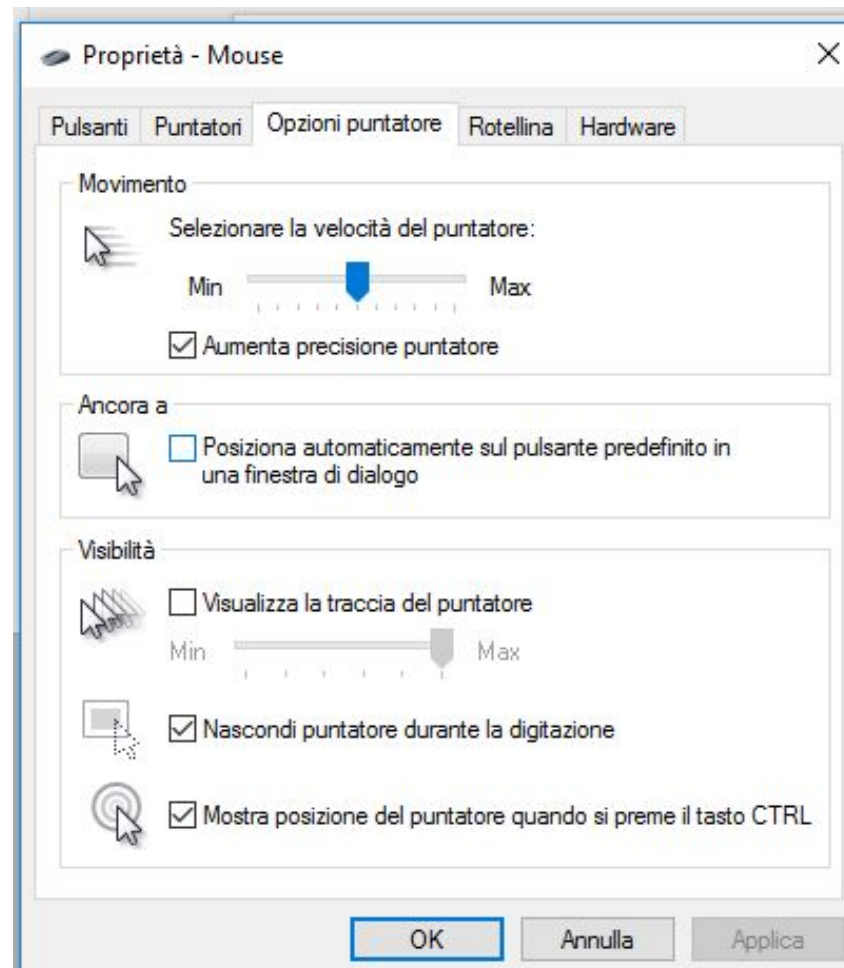 Proprietà - Mouse
Pulsanti Puntatori Opzioni puntatore Rotellina Hardware
Movimento
Selezionare la velocità del puntatore:
Min Max
Aumenta precisione puntatore
Ancora a
Posiziona automaticamente sul pulsante predefinito in
una finestra di dialogo
Visibilità
Visualizza la traccia del puntatore
Min Max
Nascondi puntatore durante la digitazione
Mostra posizione del puntatore quando si preme il tasto CTRL
OK Annulla Applica